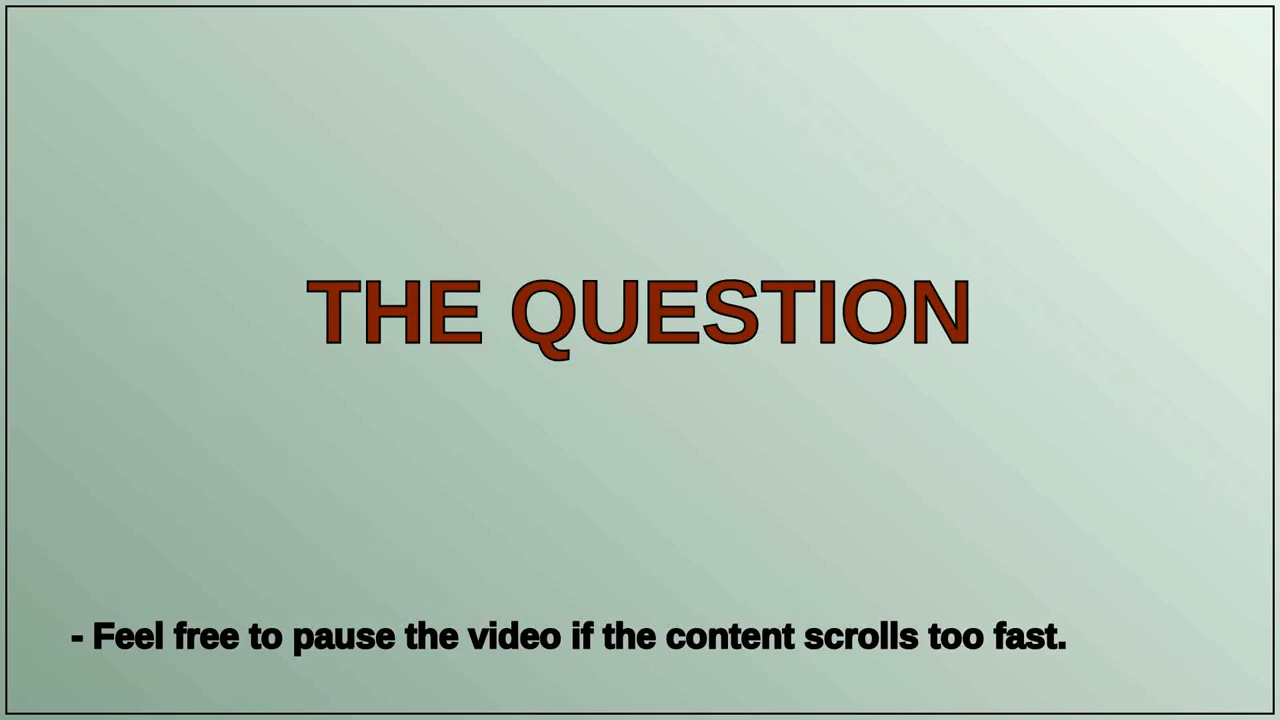 THE QUESTION
- Feel free to pause the video if the content scrolls too fast.